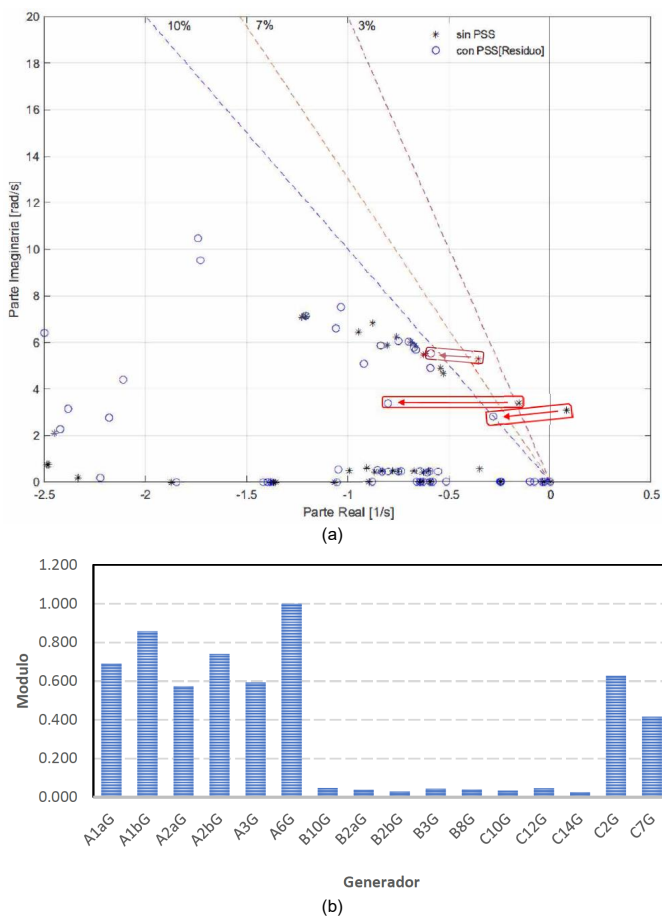 10% 7% 3%
sin PSS
con PSS[Residuo]
20
18
16
14
12
10
8
6
4
2
0
Parte Imaginaria [rad/s]
-2.5 -2 -1.5 -1 -0.5 0 0.5
Parte Real [1/s]
(a)
1.200
1.000
0.800
0.600
0.400
0.200
0.000
Modulo
A1aG A1bG A2aG A2bG A3G A6G B10G B2aG B2bG B3G B8G C10G C12G C14G C2G C7G
Generador
(b)